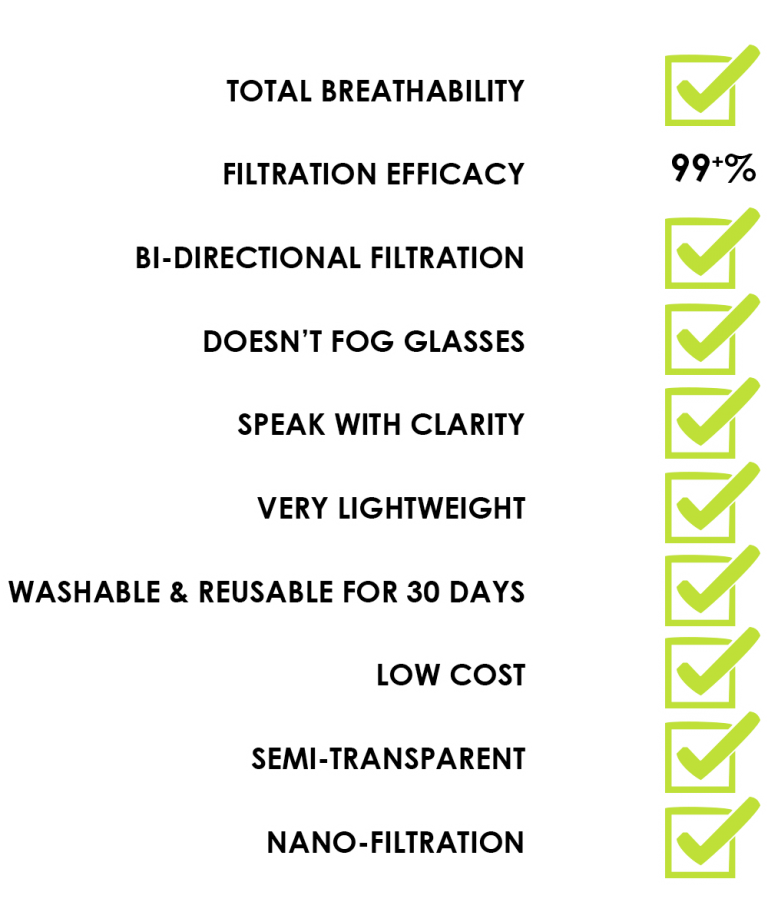 TOTAL BREATHABILITY
FILTRATION EFFICACY 99+%
BI-DIRECTIONAL FILTRATION
DOESN’T FOG GLASSES
SPEAK WITH CLARITY
VERY LIGHTWEIGHT
WASHABLE & REUSABLE FOR 30 DAYS
LOW COST
SEMI-TRANSPARENT
NANO-FILTRATION